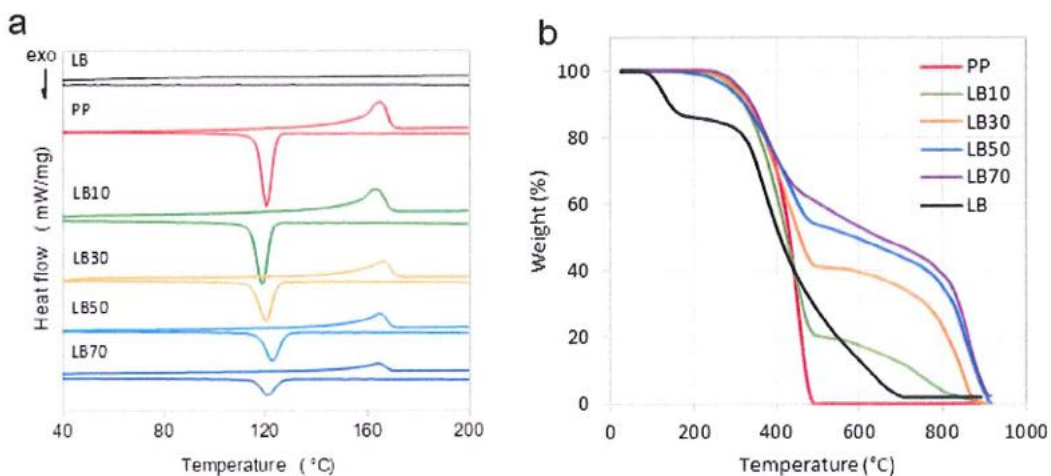 a
exo
LB
PP
LB10
LB30
LB50
LB70
Heat flow ( mW/mg)
40 80 120 160 200
Temperature ( °C)
b
100
80
60
40
20
0
Weight (%)
PP
LB10
LB30
LB50
LB70
LB
0 200 400 600 800 1000
Temperature (°C)